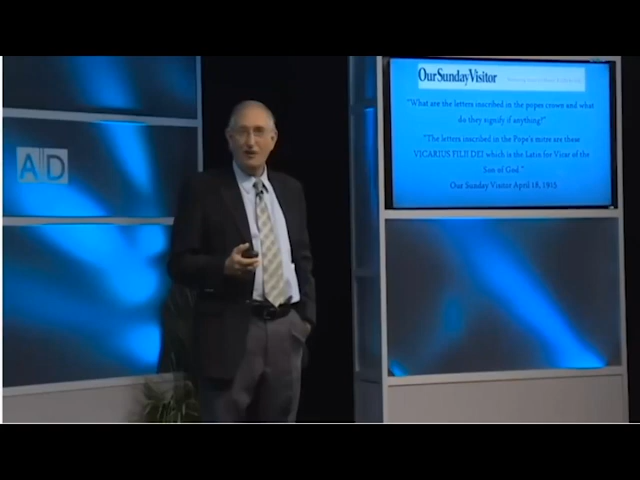 OurSundayVisitor
"What are the letters inscribed in the popes crown and what
do they signify if anything?"
"The letters inscribed in the Pope's mitre are these
VICARIUS FILII DEI which is the Latin for Vicar of the
Son of God."
Our Sunday Visitor April 18, 1915
A D